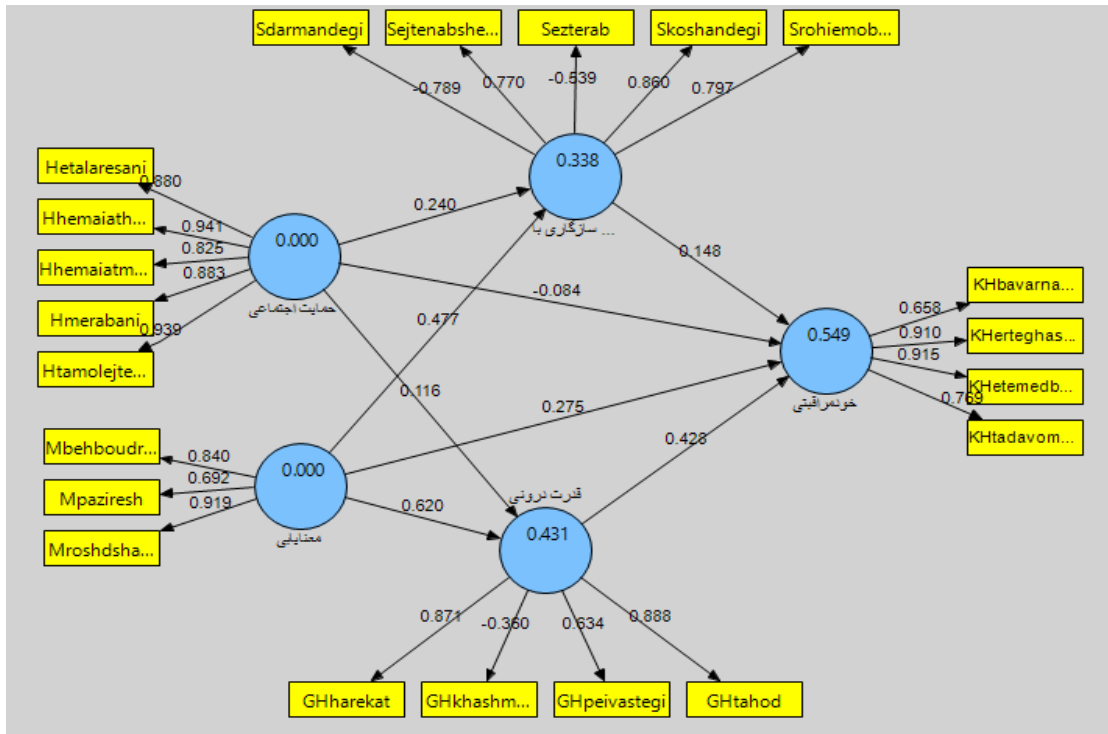 Sdarmandegi
Sejtenabshe...
Sezterab
Skoshandegi
Srohiemob...
-0.789
0.770
-0.539
0.860
0.797
0.338
... سازگاری با
Hetalaresani
Hhemaiath...
Hhemaiatm...
Hmerabani
Htamolejte...
0.880
0.941
0.825
0.883
0.939
0.000
حمایت اجتماعی
0.240
0.148
-0.084
0.477
0.116
0.275
0.428
0.620
0.549
خودمراقبتی
KHbavarna...
KHerteghas...
KHetemedb...
KHtadavom...
0.658
0.910
0.915
0.769
Mbehboudr...
Mpaziresh
Mroshdsha...
0.840
0.692
0.919
0.000
معنایابی
قدرت درونی
0.431
0.871
-0.360
0.634
0.888
GHharekat
GHkhashm...
GHpeivastegi
GHtahod